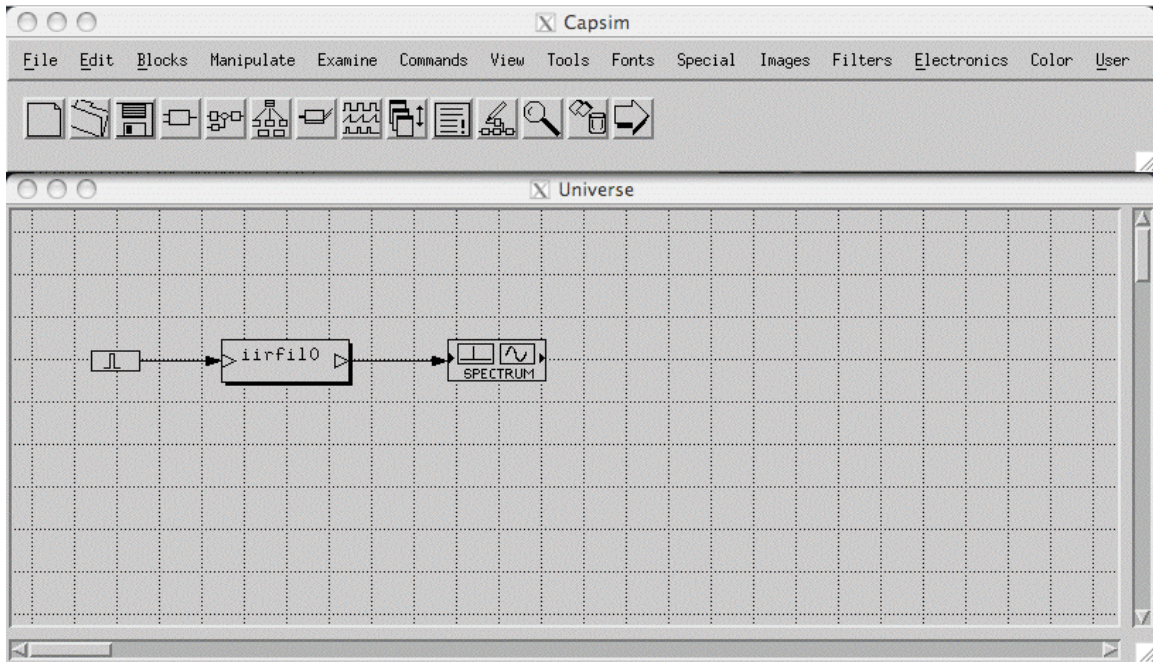 Capsim
File Edit Blocks Manipulate Examine Commands View Tools Fonts Special Images Filters Electronics Color User
Universe
iirfil0
SPECTRUM